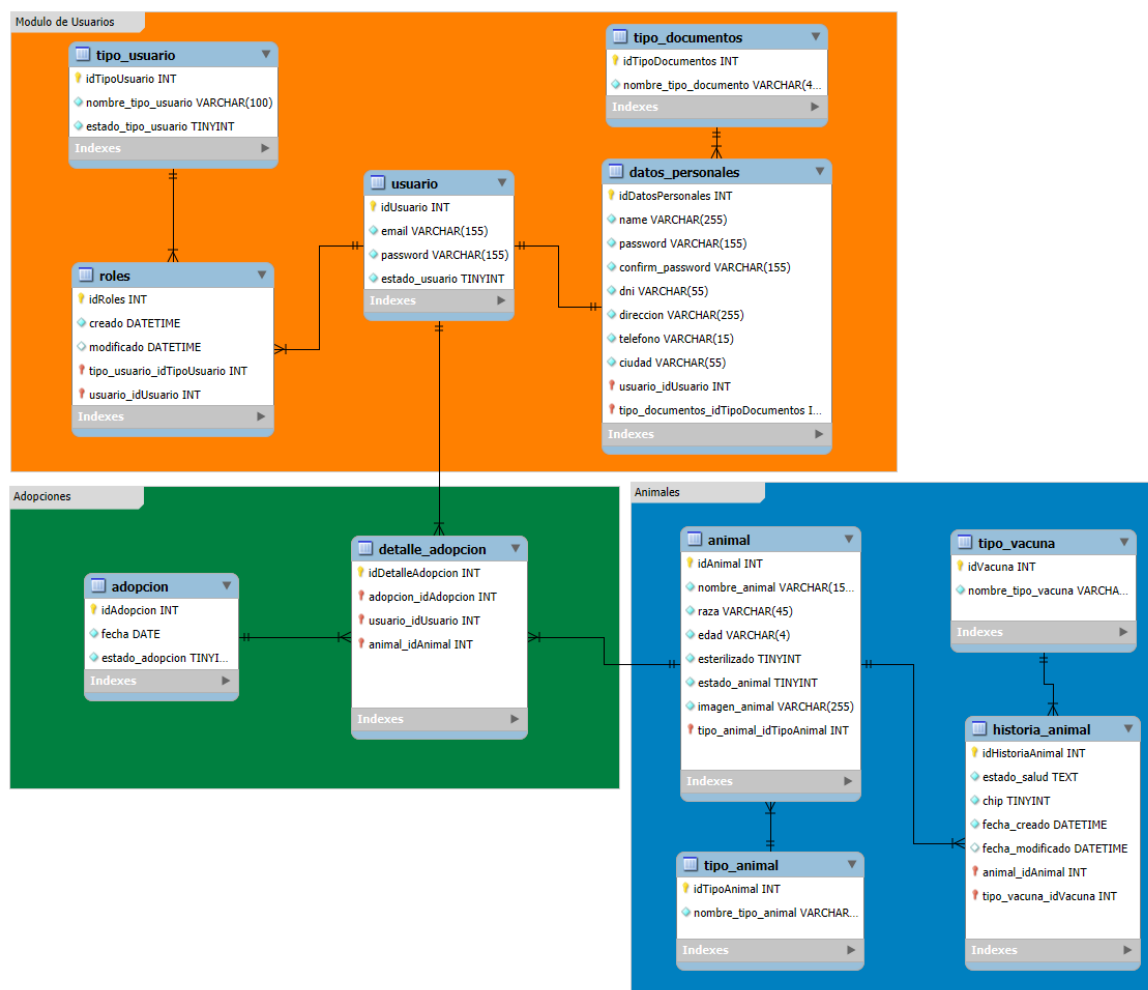 Modulo de Usuarios
tipo_usuario
idTipoUsuario INT
nombre_tipo_usuario VARCHAR(100)
estado_tipo_usuario TINYINT
Indexes
tipo_documentos
idTipoDocumentos INT
nombre_tipo_documento VARCHAR(4...
Indexes
usuario
idUsuario INT
email VARCHAR(155)
password VARCHAR(155)
estado_usuario TINYINT
Indexes
datos_personales
idDatosPersonales INT
name VARCHAR(255)
password VARCHAR(155)
confirm_password VARCHAR(155)
dni VARCHAR(55)
direccion VARCHAR(255)
telefono VARCHAR(15)
ciudad VARCHAR(55)
usuario_idUsuario INT
tipo_documentos_idTipoDocumentos I...
Indexes
roles
idRoles INT
creado DATETIME
modificado DATETIME
tipo_usuario_idTipoUsuario INT
usuario_idUsuario INT
Indexes
Adopciones
adopcion
idAdopcion INT
fecha DATE
estado_adopcion TINYI...
Indexes
detalle_adopcion
idDetalleAdopcion INT
adopcion_idAdopcion INT
usuario_idUsuario INT
animal_idAnimal INT
Indexes
Animales
animal
idAnimal INT
nombre_animal VARCHAR(15...
raza VARCHAR(45)
edad VARCHAR(4)
esterilizado TINYINT
estado_animal TINYINT
imagen_animal VARCHAR(255)
tipo_animal_idTipoAnimal INT
Indexes
tipo_vacuna
idVacuna INT
nombre_tipo_vacuna VARCHA...
Indexes
historia_animal
idHistoriaAnimal INT
estado_salud TEXT
chip TINYINT
fecha_creado DATETIME
fecha_modificado DATETIME
animal_idAnimal INT
tipo_vacuna_idVacuna INT
Indexes
tipo_animal
idTipoAnimal INT
nombre_tipo_animal VARCHAR...
Indexes